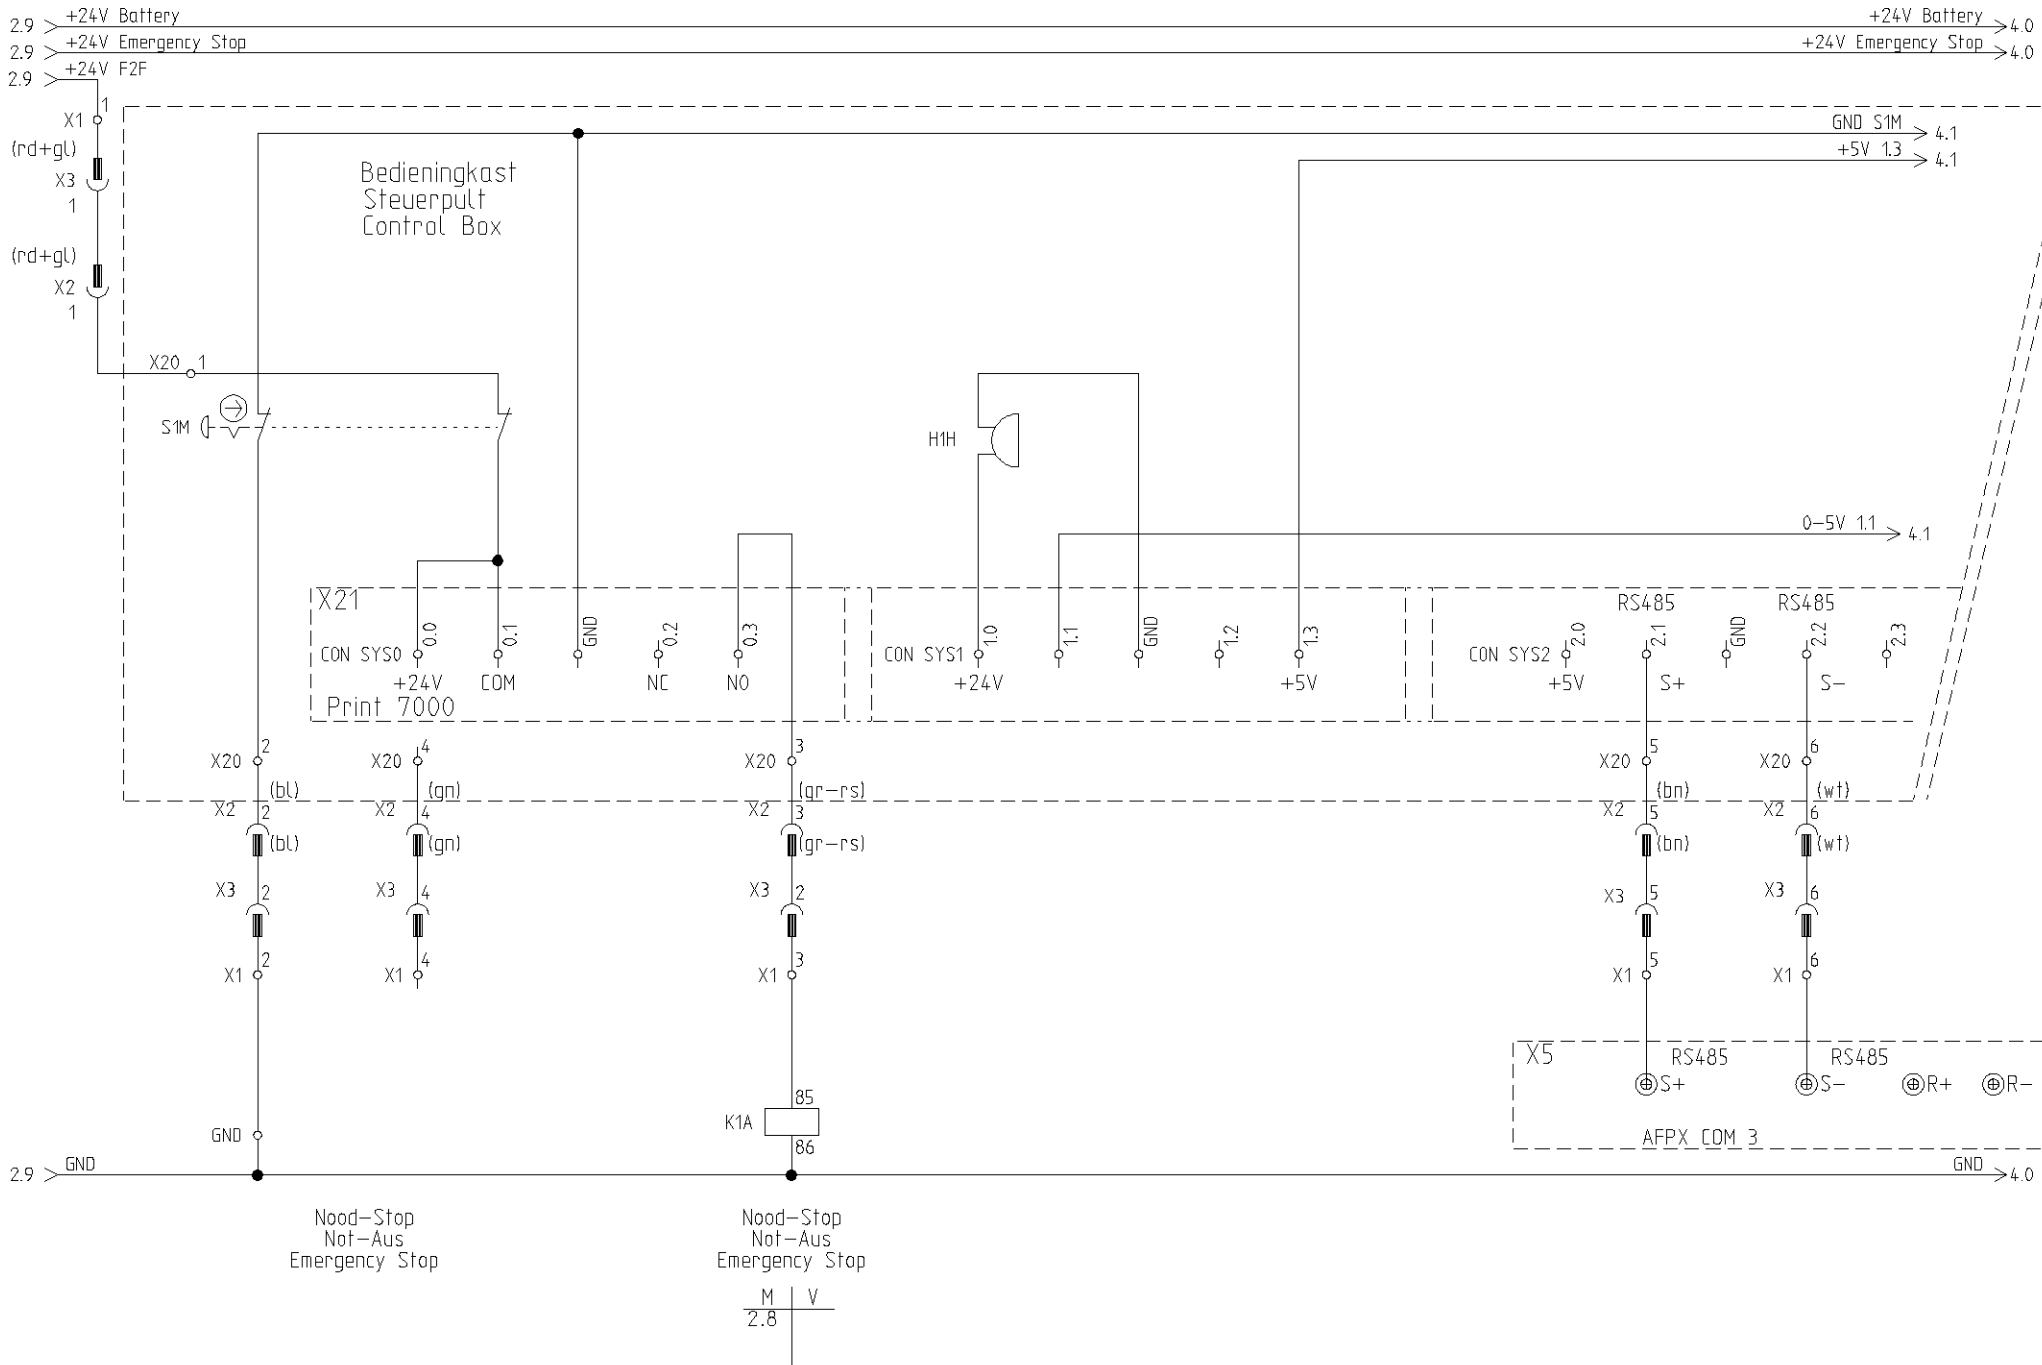 2.9 +24V Battery +24V Battery 4.0
2.9 +24V Emergency Stop +24V Emergency Stop 4.0
2.9 +24V F2F
X1 1
GND S1M 4.1
+5V 1.3 4.1
(rd+gl)
X3
1
Bedieningkast
Steuerpult
Control Box
(rd+gl)
X2
1
X20 1
S1M
H1H
0-5V 1.1 4.1
X21
RS485 RS485
CON SYS0 0.0 0.1 GND 0.2 0.3 CON SYS1 1.0 1.1 GND 1.2 1.3 CON SYS2 2.0 2.1 GND 2.2 2.3
+24V COM NC NO +24V +5V +5V S+ S-
Print 7000
X20 2 X20 4 X20 3 X20 5 X20 6
(bl) (gn) (gr-rs) (bn) (wt)
X2 2 X2 4 X2 3 X2 5 X2 6
(bl) (gn) (gr-rs) (bn) (wt)
X3 2 X3 4 X3 2 X3 5 X3 6
X1 2 X1 4 X1 3 X1 5 X1 6
X5 RS485 RS485
S+ S- R+ R-
85
K1A
86
GND
AFPX COM 3
2.9 GND GND 4.0
Nood-Stop
Not-Aus
Emergency Stop
Nood-Stop
Not-Aus
Emergency Stop
M V
2.8